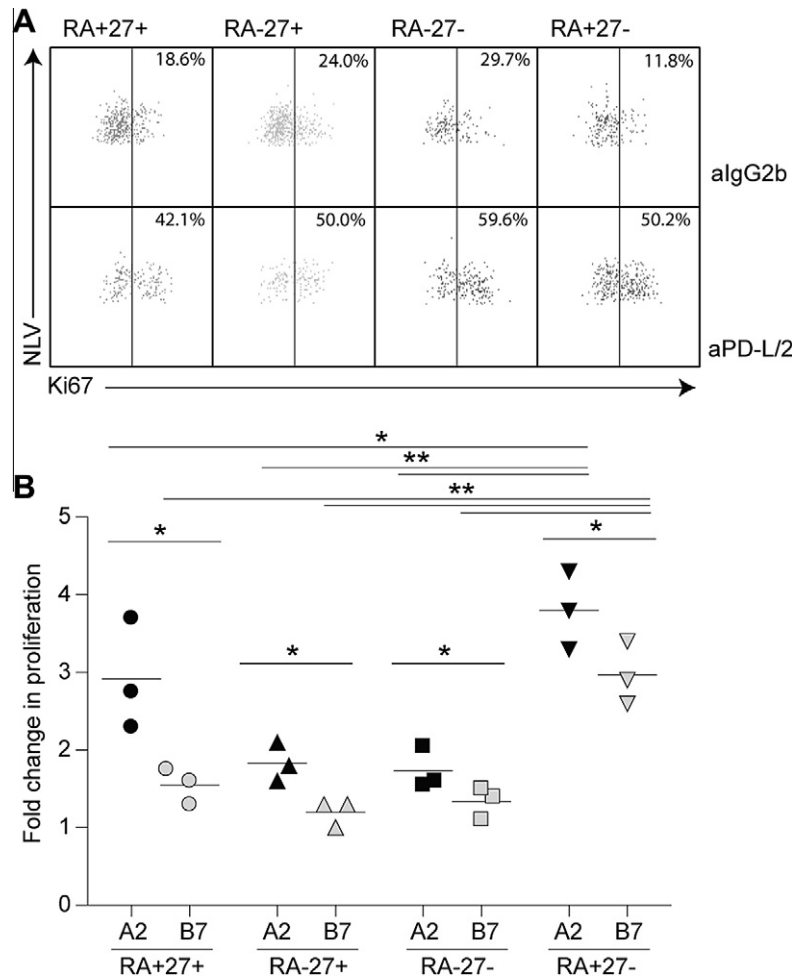 A
RA+27+ RA-27+ RA-27- RA+27-
18.6% 24.0% 29.7% 11.8%
aIgG2b
42.1% 50.0% 59.6% 50.2%
aPD-L/2
NLV
Ki67
B
*
**
**
* * * *
Fold change in proliferation
5
4
3
2
1
0
A2 B7 A2 B7 A2 B7 A2 B7
RA+27+ RA-27+ RA-27- RA+27-